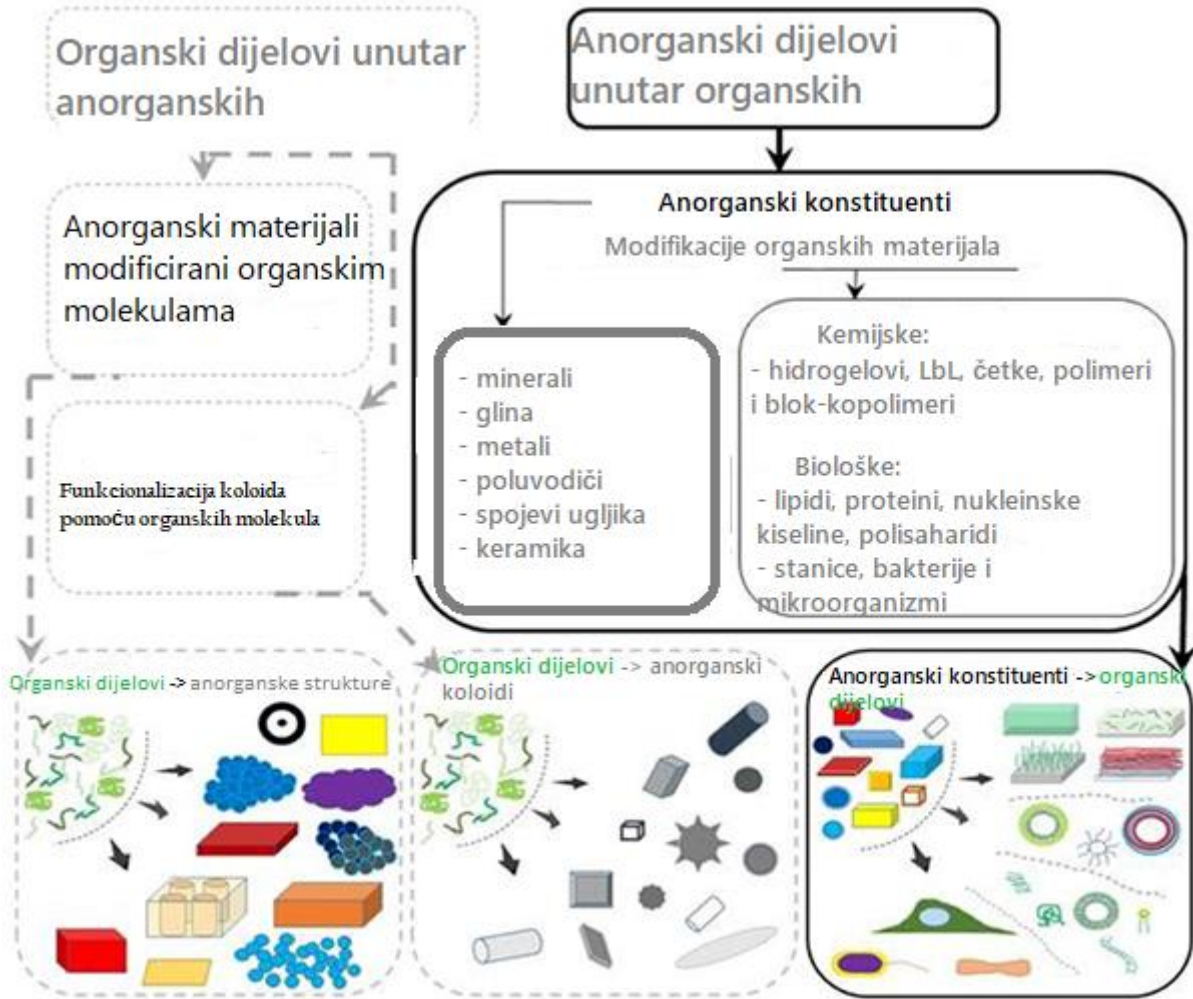 Organski dijelovi unutar
anorganskih
Anorganski dijelovi
unutar organskih
Anorganski materijali
modificirani organskim
molekulama
Funkcionalizacija koloida
pomoću organskih molekula
Anorganski konstituenti
Modifikacije organskih materijala
- minerali
- glina
- metali
- poluvodiči
- spojevi ugljika
- keramika
Kemijske:
- hidrogelovi, LbL, četke, polimeri
i blok-kopolimeri
Biološke:
- lipidi, proteini, nukleinske
kiseline, polisaharidi
- stanice, bakterije i
mikroorganizmi
Organski dijelovi -> anorganske strukture
Organski dijelovi -> anorganski
koloidi
Anorganski konstituenti -> organski
dijelovi